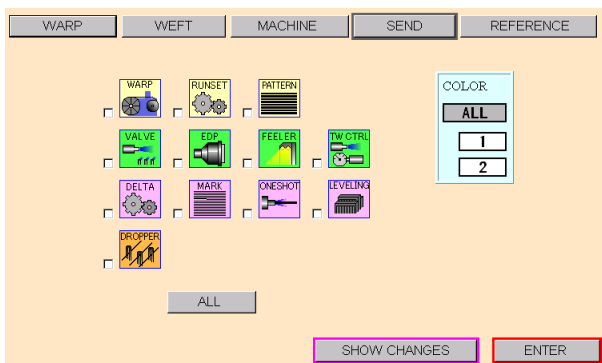 WARP WEFT MACHINE SEND REFERENCE
WARP RUNSET PATTERN
COLOR
ALL
1
2
VALVE EDP FEELER TW CTRL
DELTA MARK ONESHOT LEVELING
DROPPER
ALL
SHOW CHANGES ENTER